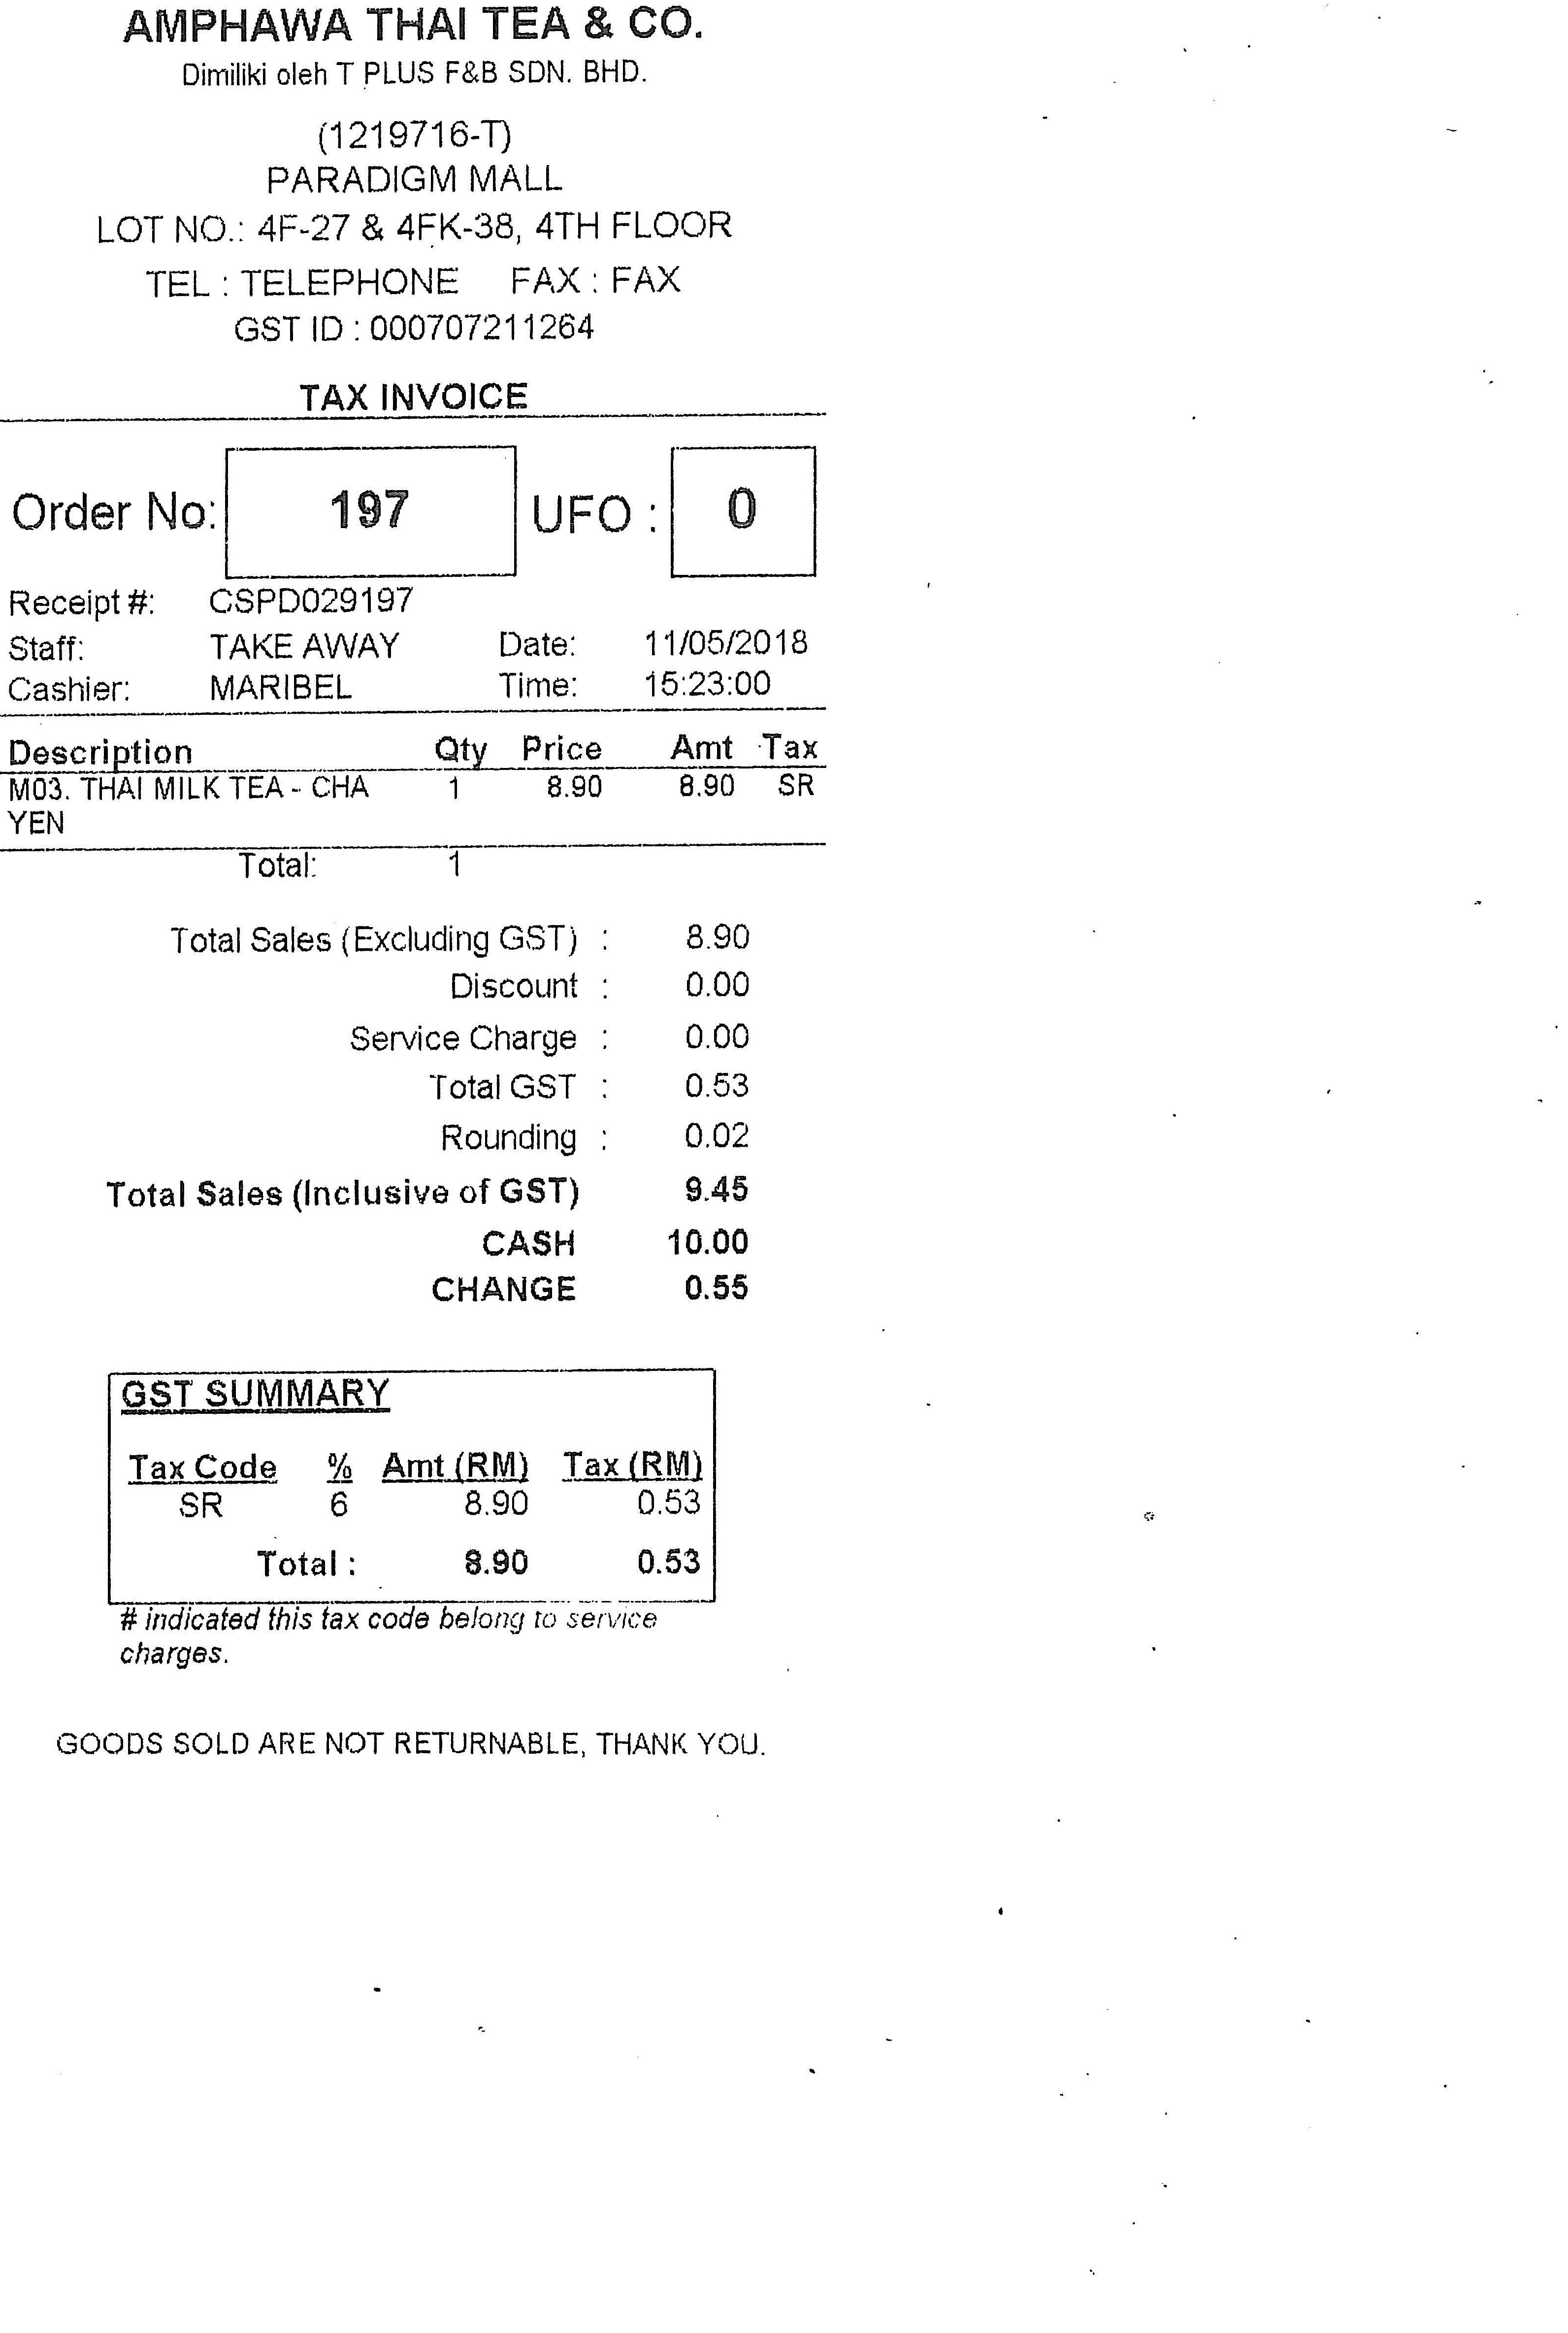 AMPHAWA THAI TEA & CO.
Dimiliki oleh T PLUS F&B SDN. BHD.
(1219716-T)
PARADIGM MALL
LOT NO.: 4F-27 & 4FK-38, 4TH FLOOR
TEL : TELEPHONE FAX : FAX
GST ID : 000707211264
TAX INVOICE
Order No: 197 UFO : 0
Receipt #: CSPD029197
Staff: TAKE AWAY Date: 11/05/2018
Cashier: MARIBEL Time: 15:23:00
Description Qty Price Amt Tax
M03. THAI MILK TEA - CHA 1 8.90 8.90 SR
YEN
Total: 1
Total Sales (Excluding GST) : 8.90
Discount : 0.00
Service Charge : 0.00
Total GST : 0.53
Rounding : 0.02
Total Sales (Inclusive of GST) 9.45
CASH 10.00
CHANGE 0.55
GST SUMMARY
Tax Code % Amt (RM) Tax (RM)
SR 6 8.90 0.53
Total : 8.90 0.53
# indicated this tax code belong to service
charges.
GOODS SOLD ARE NOT RETURNABLE, THANK YOU.